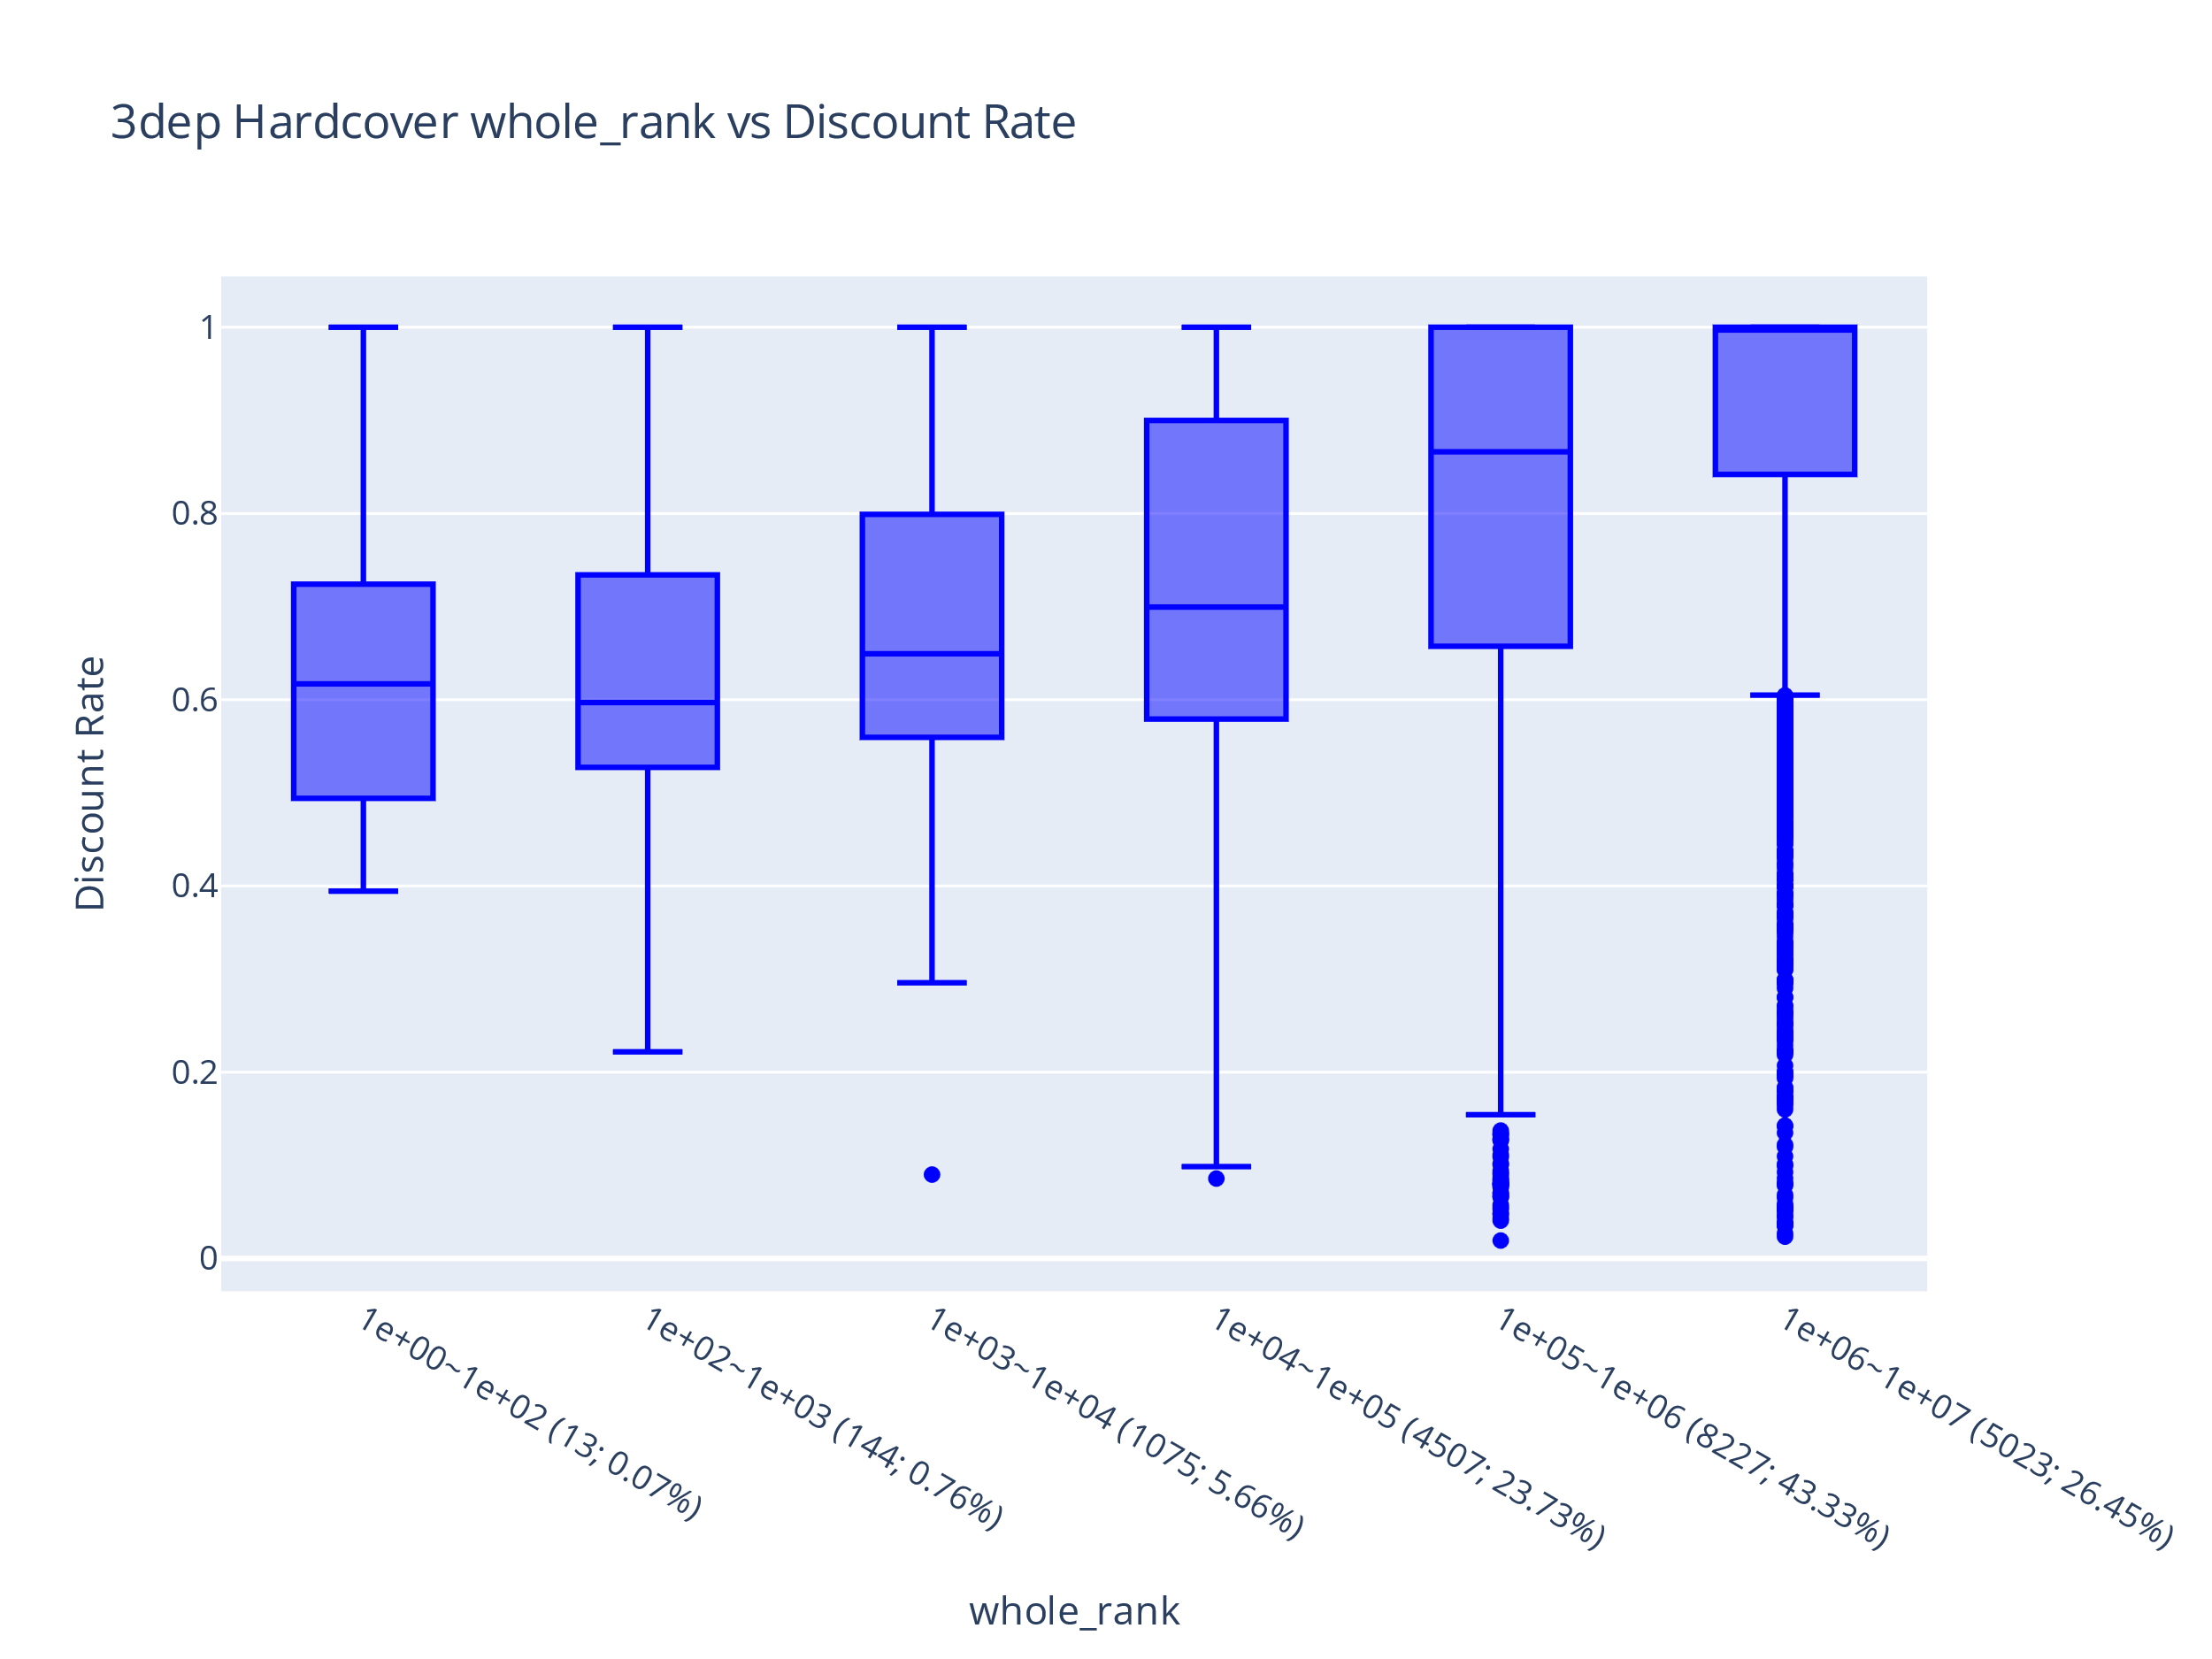 3dep Hardcover whole_rank vs Discount Rate
Discount Rate
1
0.8
0.6
0.4
0.2
0
1e+00~1e+02 (13; 0.07%)
1e+02~1e+03 (144; 0.76%)
1e+03~1e+04 (1075; 5.66%)
1e+04~1e+05 (4507; 23.73%)
1e+05~1e+06 (8227; 43.33%)
1e+06~1e+07 (5023; 26.45%)
whole_rank